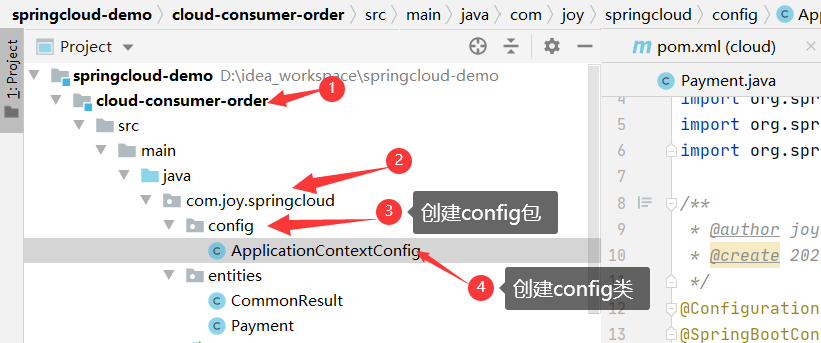 springcloud-demo cloud-consumer-order src main java com joy springcloud config Ap
1: Project
Project
springcloud-demo D:\idea_workspace\springcloud-demo
cloud-consumer-order
1
src
main
2
java
com.joy.springcloud
config
3
创建config包
ApplicationContextConfig
4
创建config类
entities
CommonResult
Payment
pom.xml (cloud)
Payment.java
4 import org.spr
5 import org.spr
6 import org.spr
7
8 /**
9 * @author joy
10 * @create 202
11 */
12 @Configuration
13 @SpringBootCon